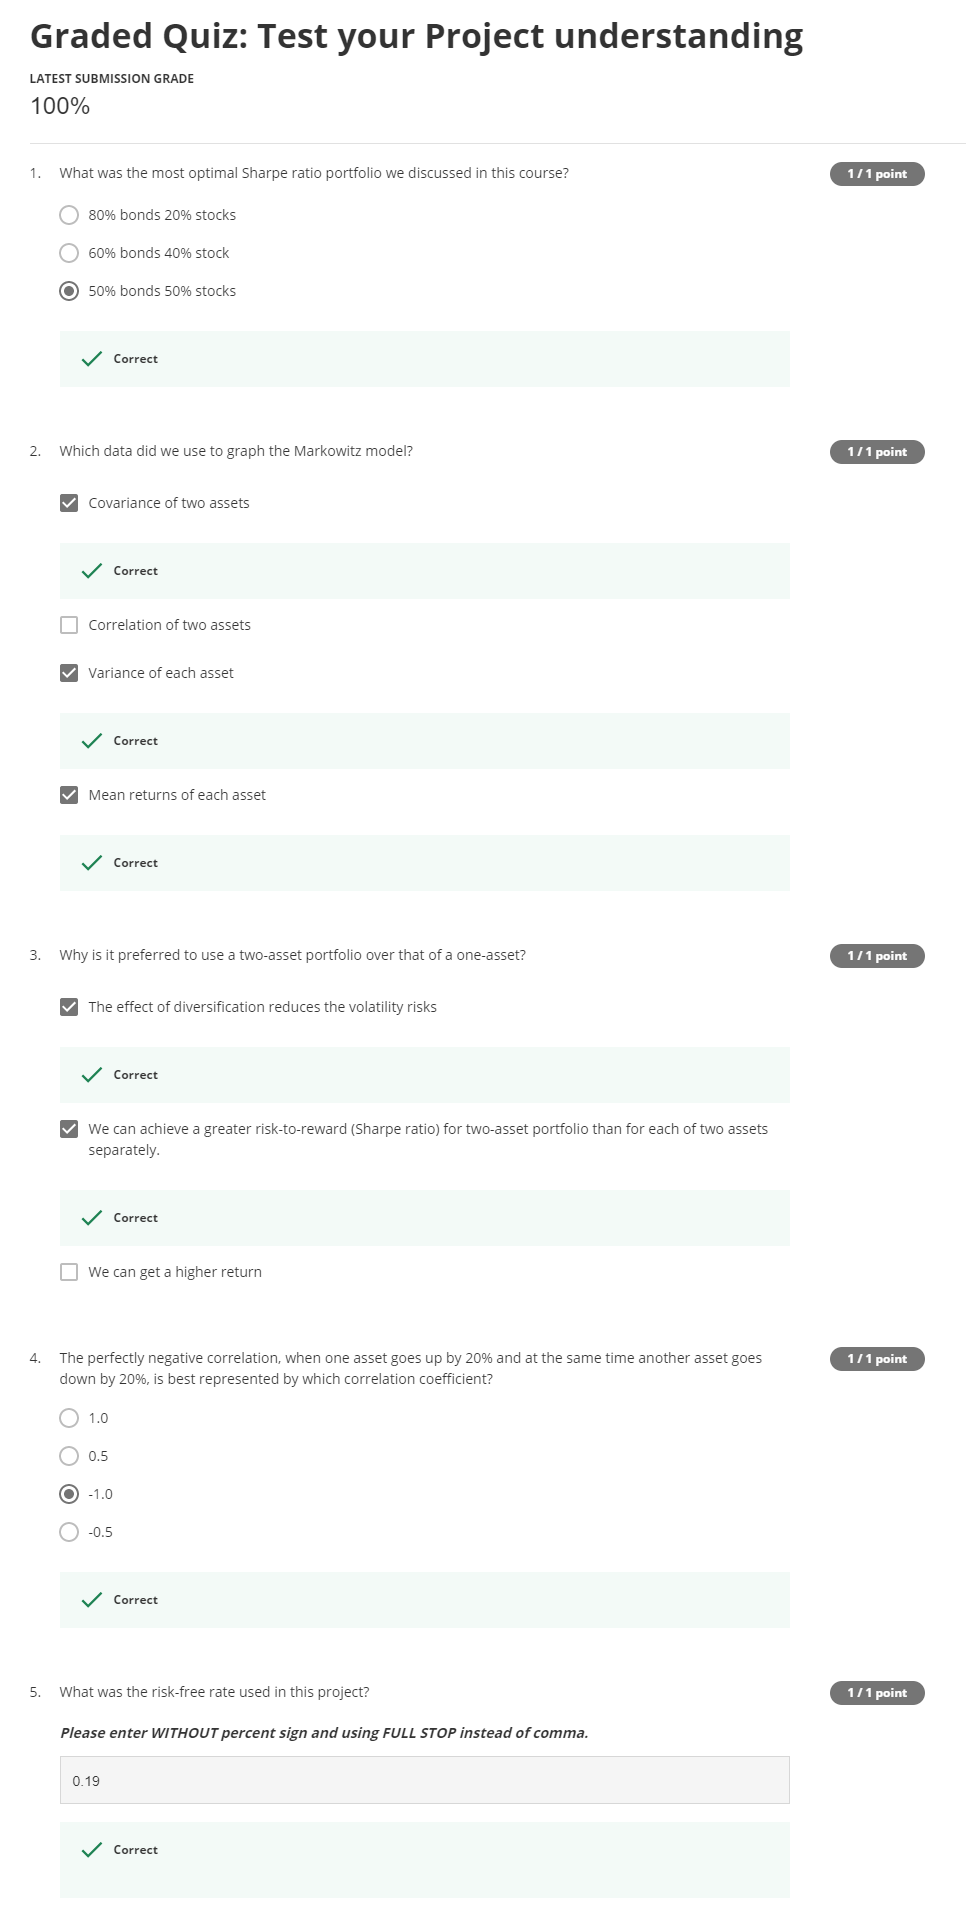 Graded Quiz: Test your Project understanding
LATEST SUBMISSION GRADE
100%
1. What was the most optimal Sharpe ratio portfolio we discussed in this course?
1 / 1 point
80% bonds 20% stocks
60% bonds 40% stock
50% bonds 50% stocks
Correct
2. Which data did we use to graph the Markowitz model?
1 / 1 point
Covariance of two assets
Correct
Correlation of two assets
Variance of each asset
Correct
Mean returns of each asset
Correct
3. Why is it preferred to use a two-asset portfolio over that of a one-asset?
1 / 1 point
The effect of diversification reduces the volatility risks
Correct
We can achieve a greater risk-to-reward (Sharpe ratio) for two-asset portfolio than for each of two assets
separately.
Correct
We can get a higher return
4. The perfectly negative correlation, when one asset goes up by 20% and at the same time another asset goes
down by 20%, is best represented by which correlation coefficient?
1 / 1 point
1.0
0.5
-1.0
-0.5
Correct
5. What was the risk-free rate used in this project?
1 / 1 point
Please enter WITHOUT percent sign and using FULL STOP instead of comma.
0.19
Correct